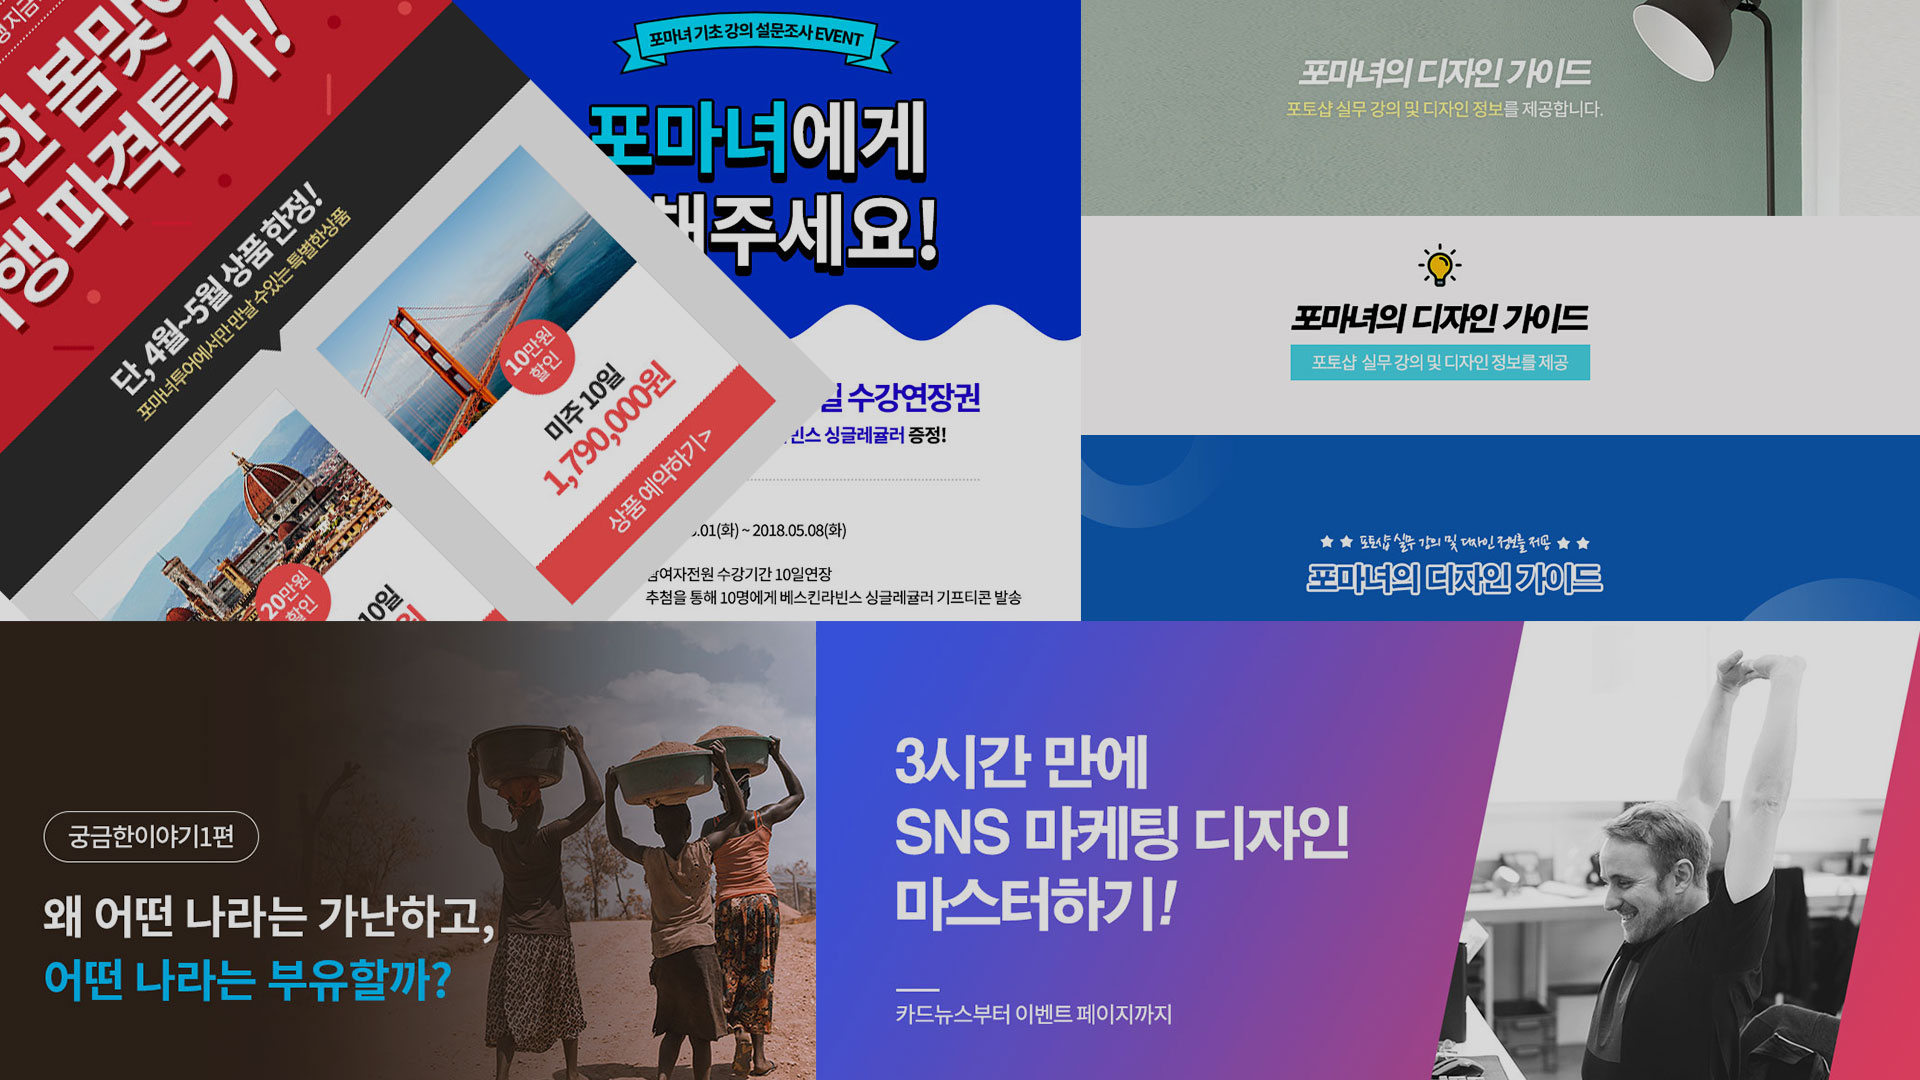 한 봄맞이
행 파격특가!
단, 4월~5월 상품 한정!
포마녀투어에서만 만날 수있는 특별한상품
10만원
할인
미주 10일
1,790,000원
상품 예약하기 >
20만원
할인
10일
포마녀 기초 강의 설문조사 EVENT
포마녀에게
해주세요!
일 수강연장권
빈스 싱글레귤러 증정!
.01(화) ~ 2018.05.08(화)
참여자전원 수강기간 10일연장
추첨을 통해 10명에게 베스킨라빈스 싱글레귤러 기프티콘 발송
포마녀의 디자인 가이드
포토샵 실무 강의 및 디자인 정보를 제공합니다.
포마녀의 디자인 가이드
포토샵 실무 강의 및 디자인 정보를 제공
포토샵 실무 강의 및 디자인 정보를 제공
포마녀의 디자인 가이드
궁금한이야기1편
왜 어떤 나라는 가난하고,
어떤 나라는 부유할까?
3시간 만에
SNS 마케팅 디자인
마스터하기!
카드뉴스부터 이벤트 페이지까지